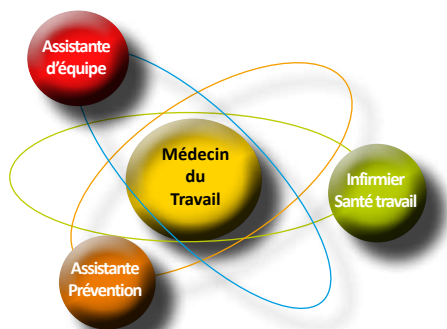 Assistante
d'équipe
Médecin
du
Travail
Infirmier
Santé travail
Assistante
Prévention